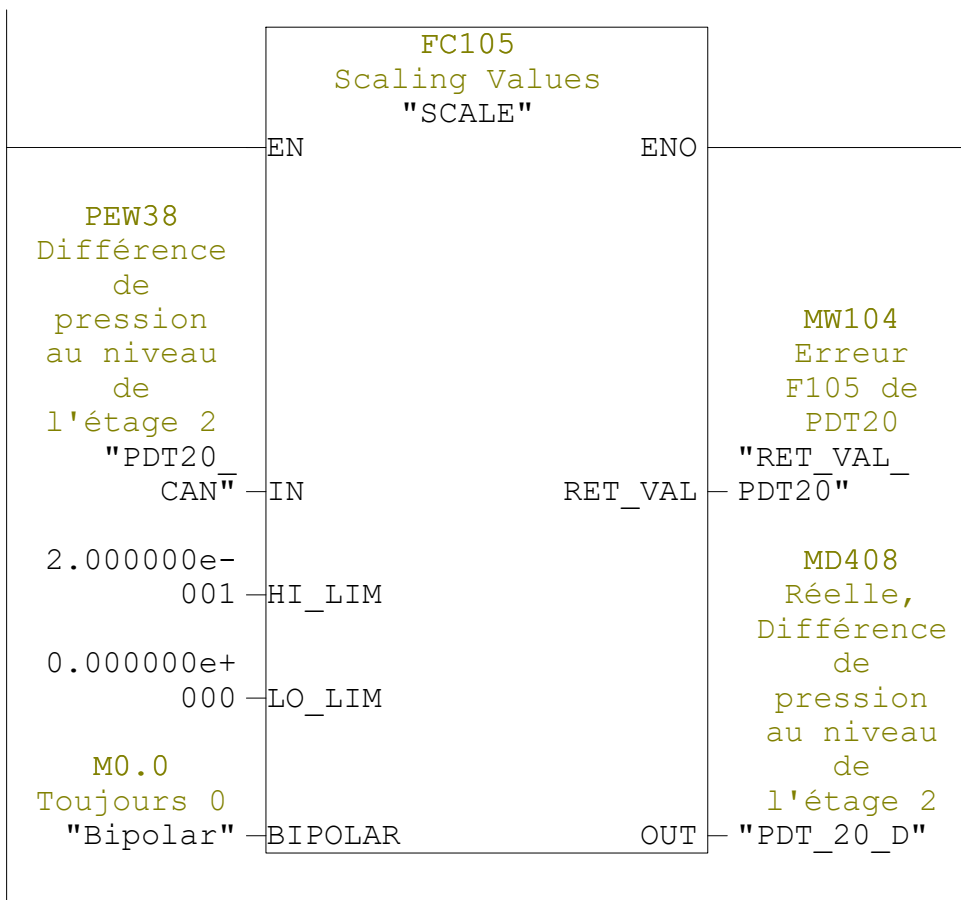 FC105
Scaling Values
"SCALE"
EN
ENO
PEW38
Différence
de
pression
au niveau
de
l'étage 2
"PDT20_
CAN"
IN
MW104
Erreur
F105 de
PDT20
"RET_VAL_
PDT20"
RET_VAL
2.000000e-
001
HI_LIM
0.000000e+
000
LO_LIM
M0.0
Toujours 0
"Bipolar"
BIPOLAR
MD408
Réelle,
Différence
de
pression
au niveau
de
l'étage 2
"PDT_20_D"
OUT